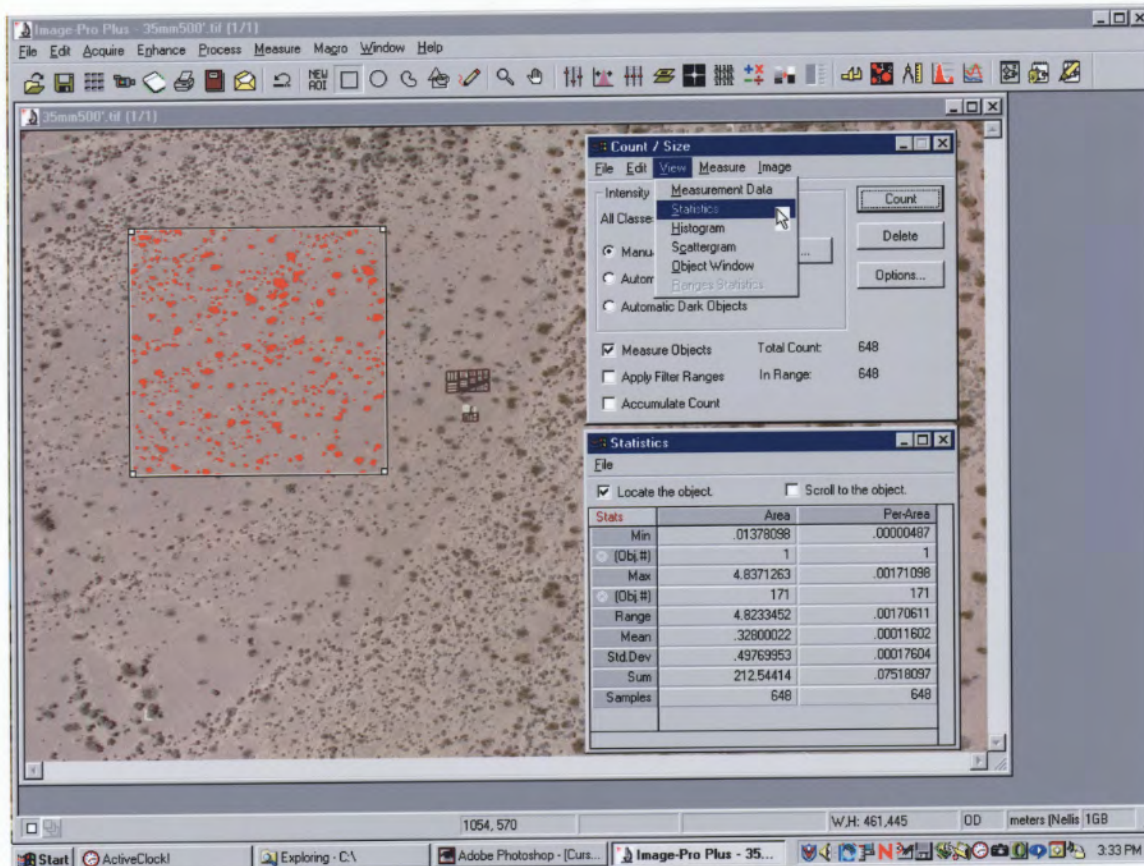 Image-Pro Plus - 35mm500'.tif (1/1)
File Edit Acquire Enhance Process Measure Macro Window Help
NEW AOI
35mm500'.tif (1/1)
Count / Size
File Edit View Measure Image
Intensity
Measurement Data
Count
All Classe
Statistics
Histogram
Delete
Manu
Scattergram
...
Autom
Object Window
Options...
Ranges Statistics
Automatic Dark Objects
Measure Objects Total Count: 648
Apply Filter Ranges In Range: 648
Accumulate Count
Statistics
File
Locate the object. Scroll to the object.
Stats Area Per-Area
Min .01378098 .00000487
(Obj.#) 1 1
Max 4.8371263 .00171098
(Obj.#) 171 171
Range 4.8233452 .00170611
Mean .32800022 .00011602
Std.Dev .49769953 .00017604
Sum 212.54414 .07518097
Samples 648 648
1054, 570 W,H: 461,445 OD meters (Nellis 1GB
Start ActiveClock! Exploring - C:\ Adobe Photoshop - [Curs... Image-Pro Plus - 35... 3:33 PM